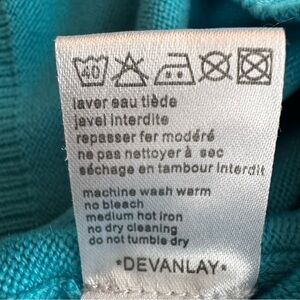 40
laver eau tiède
javel interdite
repasser fer modéré
ne pas nettoyer à sec
séchage en tambour interdit
machine wash warm
no bleach
medium hot iron
no dry cleaning
do not tumble dry
•DEVANLAY•